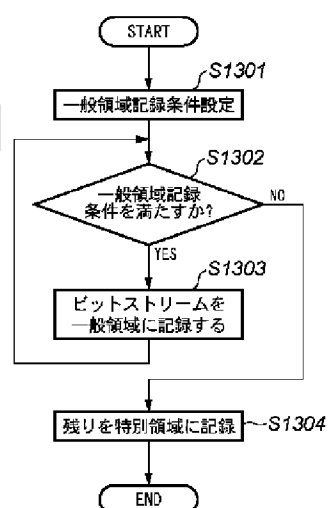 START
S1301
一般領域記録条件設定
S1302
一般領域記録
条件を満たすか?
NO
YES
S1303
ビットストリームを
一般領域に記録する
残りを特別領域に記録
S1304
END